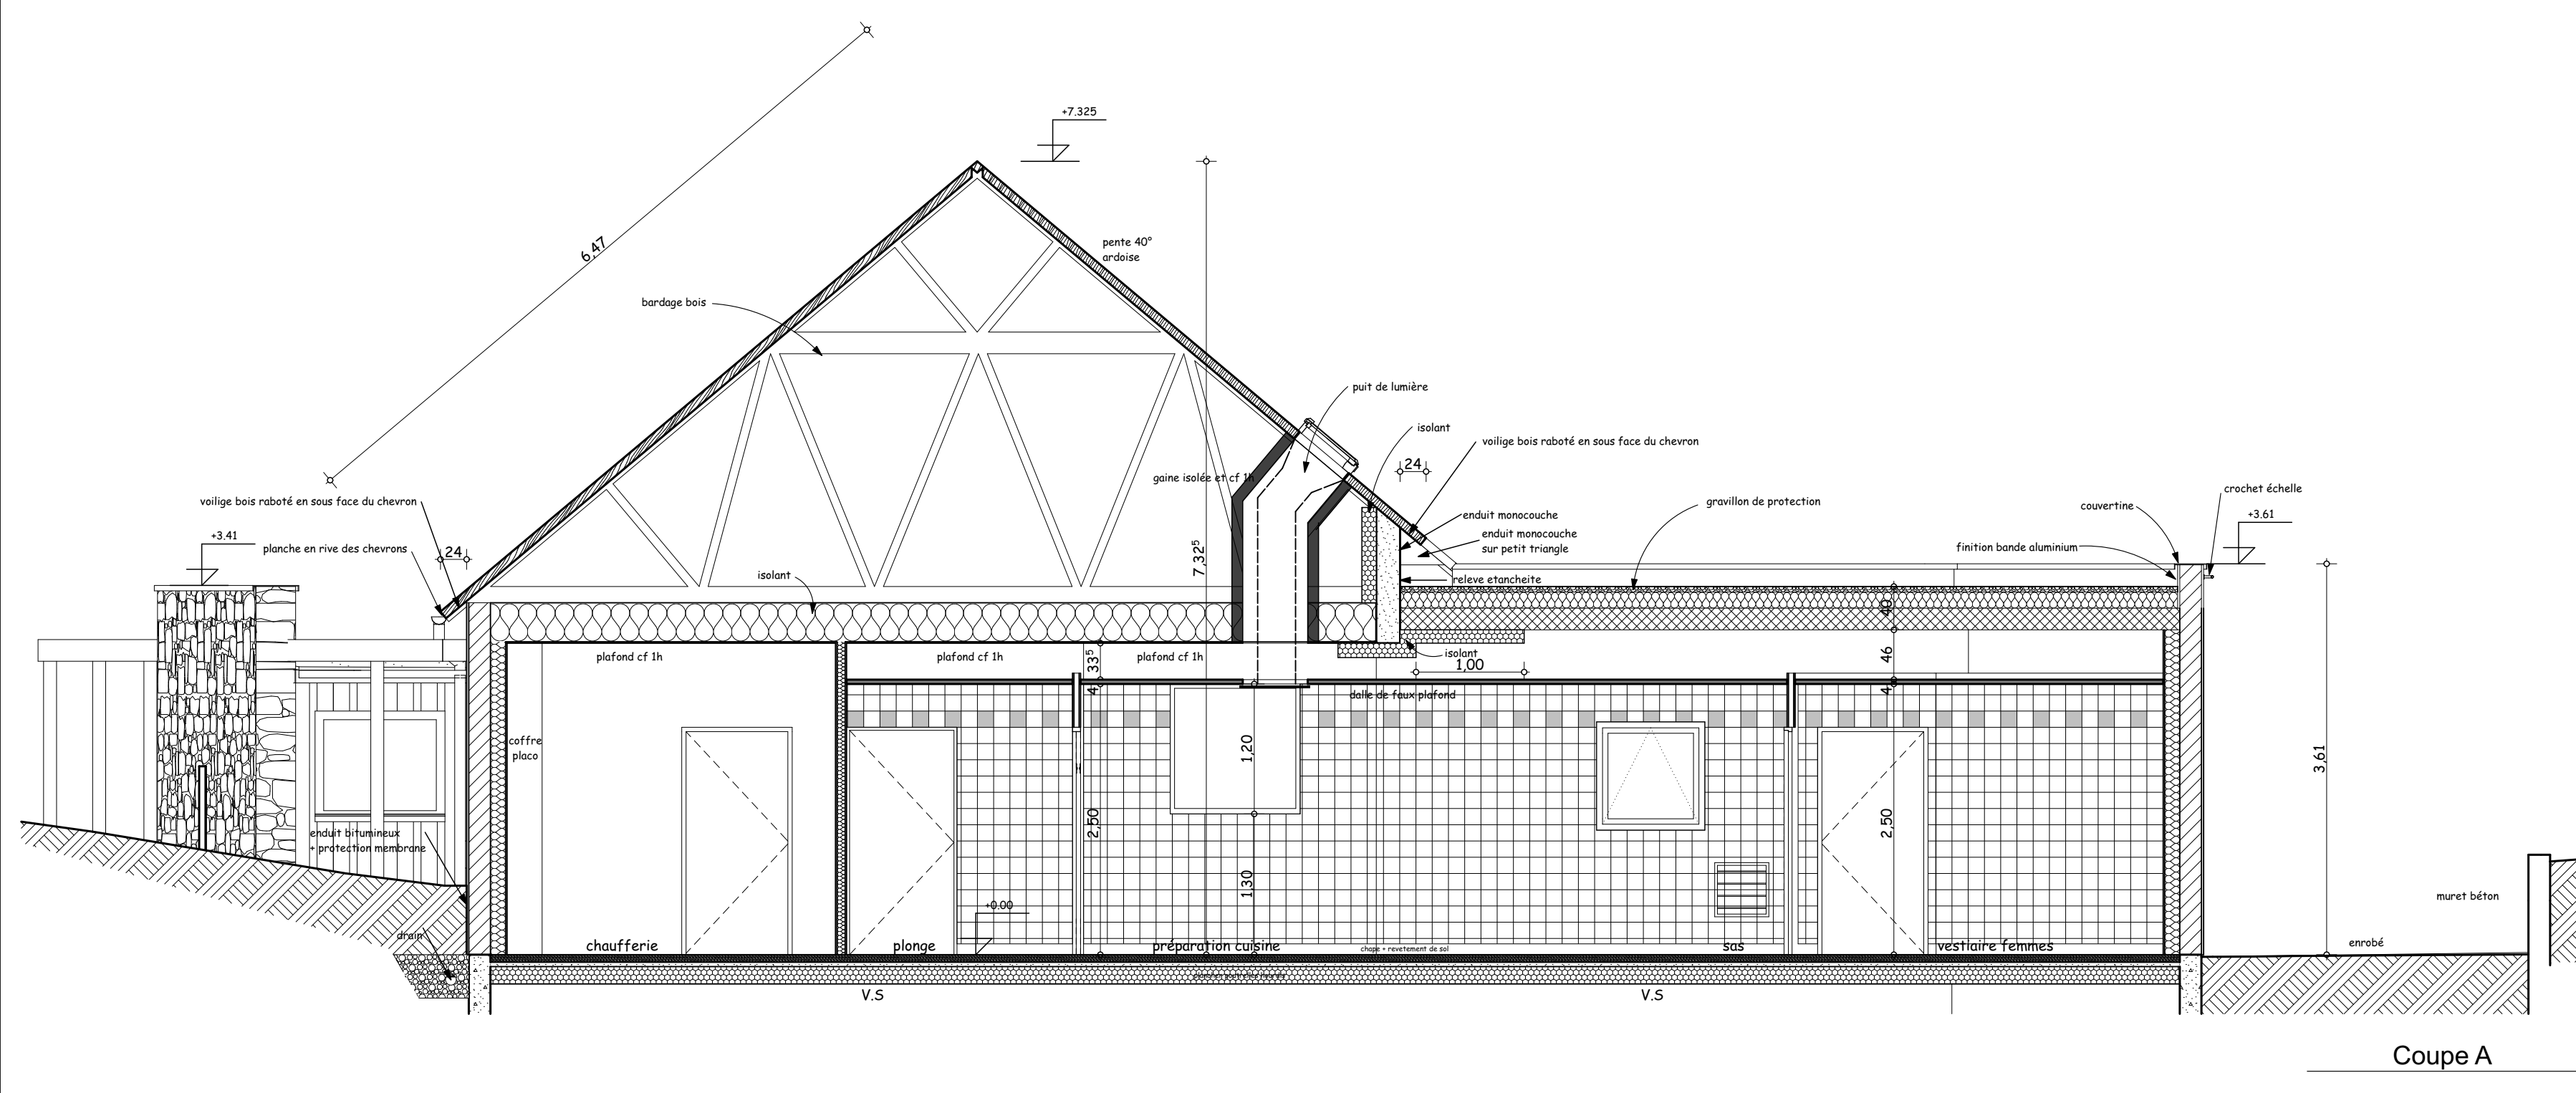 +7.325
6,47
pente 40°
ardoise
bardage bois
puit de lumière
isolant
voilige bois raboté en sous face du chevron
24
gaine isolée et cf 1h
crochet échelle
voilige bois raboté en sous face du chevron
gravillon de protection
couvertine
+3.61
enduit monocouche
+3.41
planche en rive des chevrons
24
enduit monocouche
sur petit triangle
finition bande aluminium
7,32⁵
isolant
releve etancheite
40
plafond cf 1h
plafond cf 1h
plafond cf 1h
33⁵
isolant
1,00
46
4
dalle de faux plafond
4
coffre
placo
1,20
3,61
2,50
2,50
enduit bitumineux
+ protection membrane
1,30
muret béton
+0.00
drain
chaufferie
plonge
préparation cuisine
chape + revetement de sol
sas
vestiaire femmes
enrobé
V.S
V.S
Coupe A